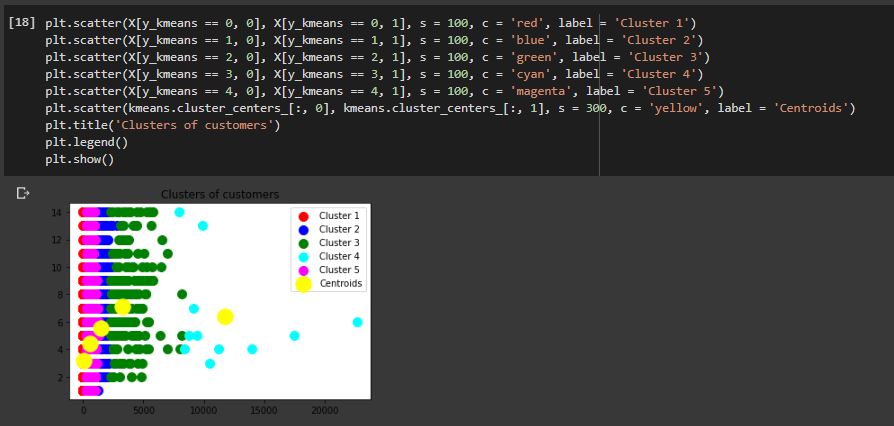 [18] plt.scatter(X[y_kmeans == 0, 0], X[y_kmeans == 0, 1], s = 100, c = 'red', label = 'Cluster 1')
plt.scatter(X[y_kmeans == 1, 0], X[y_kmeans == 1, 1], s = 100, c = 'blue', label = 'Cluster 2')
plt.scatter(X[y_kmeans == 2, 0], X[y_kmeans == 2, 1], s = 100, c = 'green', label = 'Cluster 3')
plt.scatter(X[y_kmeans == 3, 0], X[y_kmeans == 3, 1], s = 100, c = 'cyan', label = 'Cluster 4')
plt.scatter(X[y_kmeans == 4, 0], X[y_kmeans == 4, 1], s = 100, c = 'magenta', label = 'Cluster 5')
plt.scatter(kmeans.cluster_centers_[:, 0], kmeans.cluster_centers_[:, 1], s = 300, c = 'yellow', label = 'Centroids')
plt.title('Clusters of customers')
plt.legend()
plt.show()
Clusters of customers
14
12
10
8
6
4
2
Cluster 1
Cluster 2
Cluster 3
Cluster 4
Cluster 5
Centroids
0 5000 10000 15000 20000